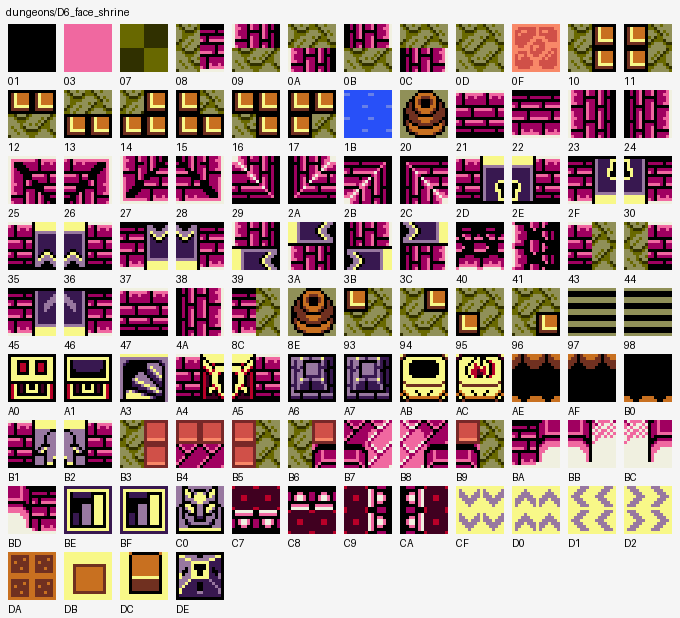 dungeons/D6_face_shrine
01 03 07 08 09 0A 0B 0C 0D 0F 10 11
12 13 14 15 16 17 1B 20 21 22 23 24
25 26 27 28 29 2A 2B 2C 2D 2E 2F 30
35 36 37 38 39 3A 3B 3C 40 41 43 44
45 46 47 4A 8C 8E 93 94 95 96 97 98
A0 A1 A3 A4 A5 A6 A7 AB AC AE AF B0
B1 B2 B3 B4 B5 B6 B7 B8 B9 BA BB BC
BD BE BF C0 C7 C8 C9 CA CF D0 D1 D2
DA DB DC DE